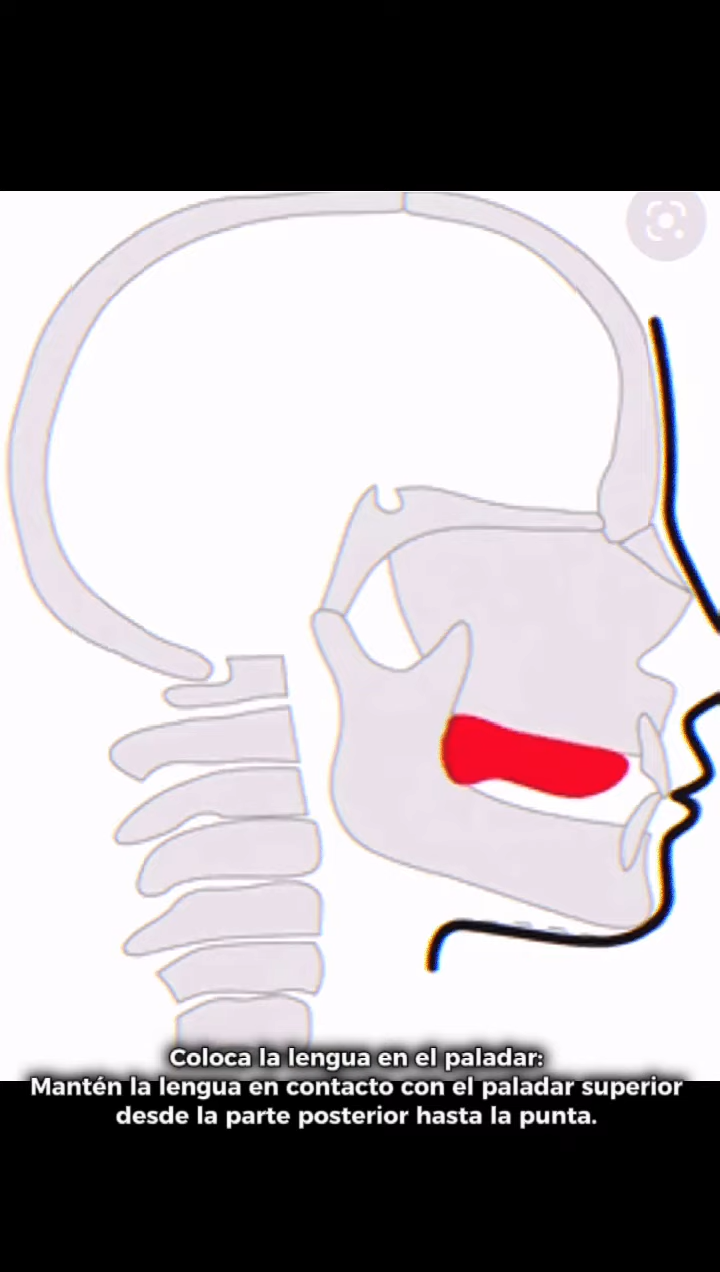 Coloca la lengua en el paladar:
Mantén la lengua en contacto con el paladar superior
desde la parte posterior hasta la punta.